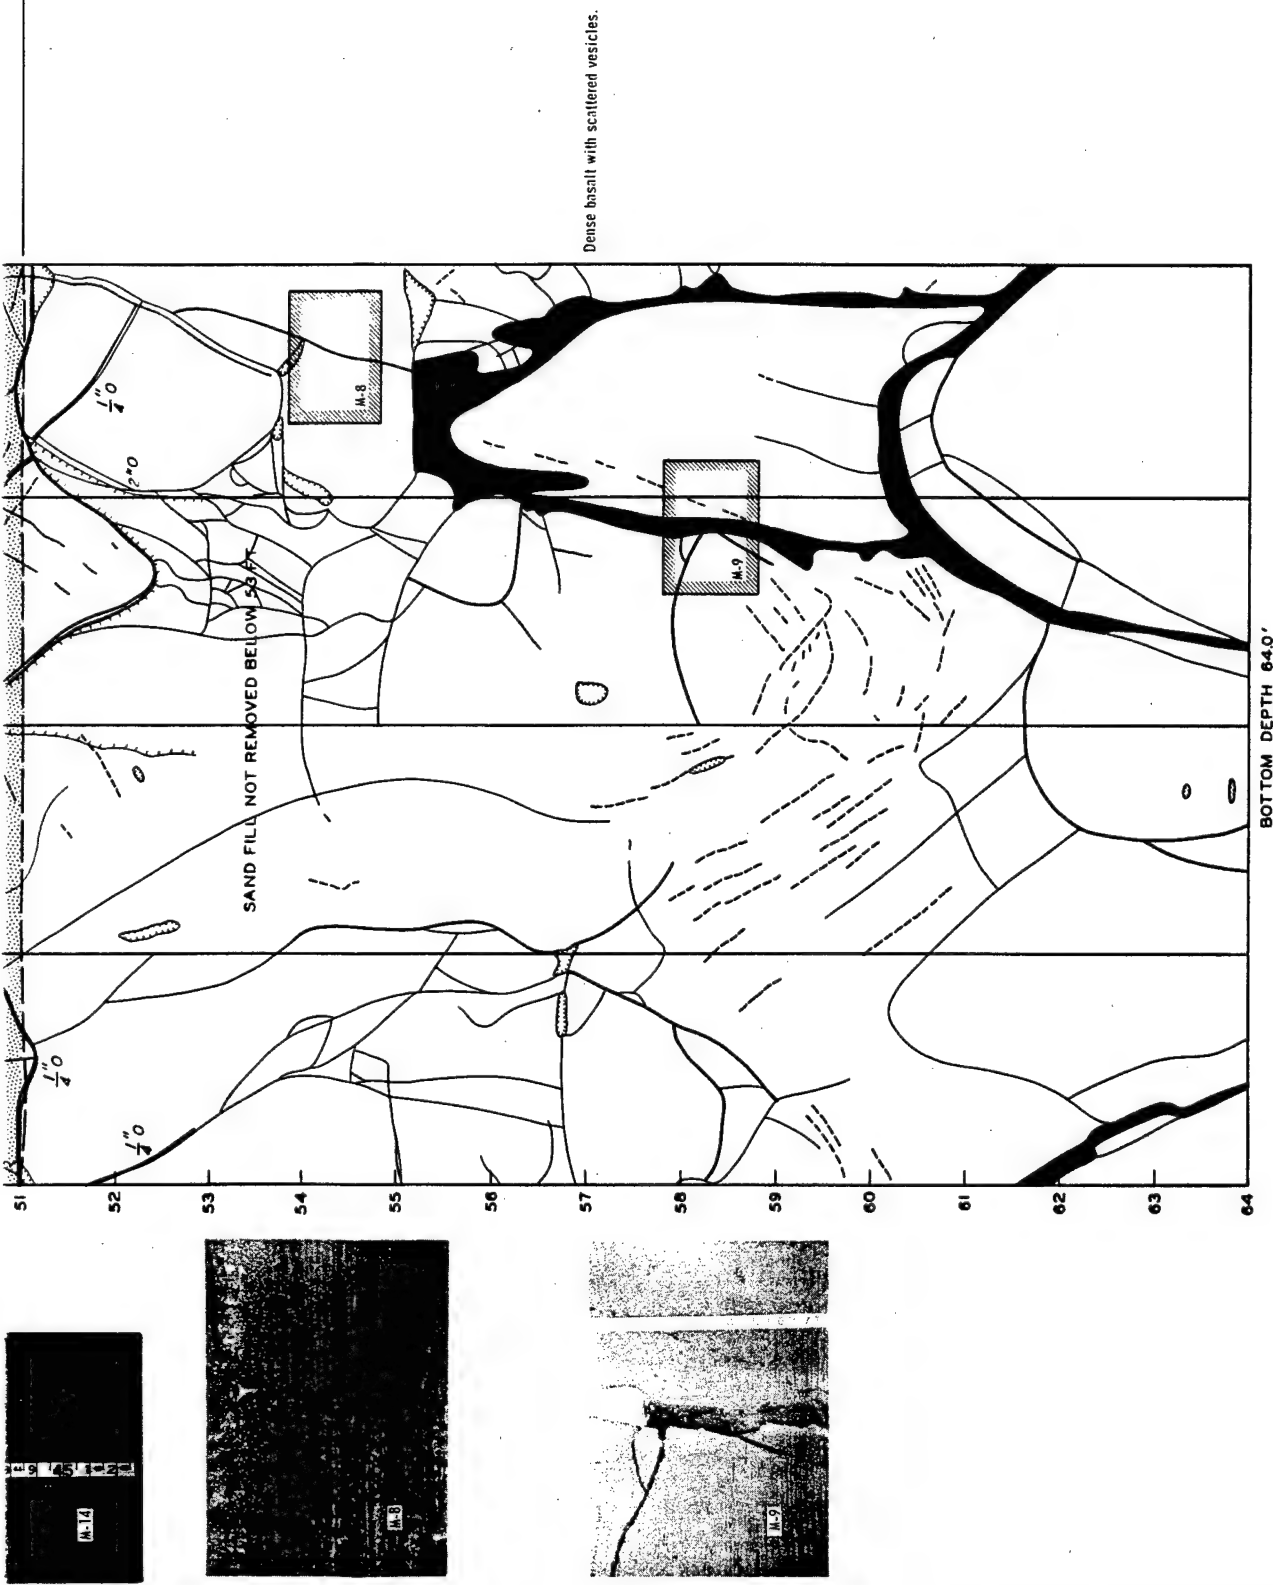 Dense basalt with scattered vesicles.
1/4" O
2" O
M-8
M-9
SAND FILL NOT REMOVED BELOW 53 FT.
1/4" O
1/4" O
51
52
53
54
55
56
57
58
59
60
61
62
63
64
BOTTOM DEPTH 64.0'
M-14
M-8
M-9